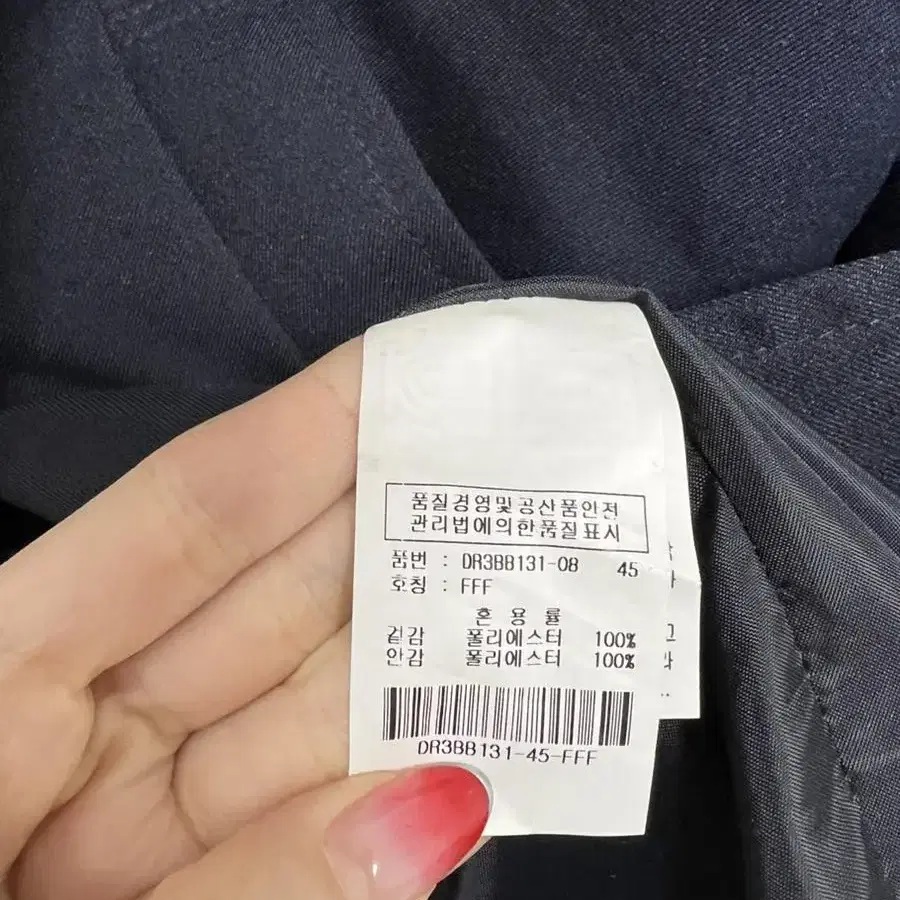 품질경영및공산품안전
관리법에의한품질표시
품번 : DR3BB131-08 45
호칭 : FFF
혼 용 률
겉감 폴리에스터 100%
안감 폴리에스터 100%
DR3BB131-45-FFF